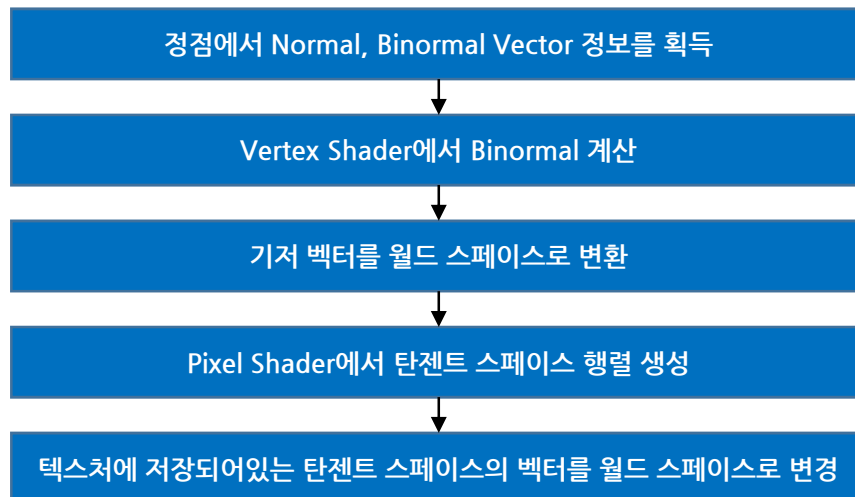 정점에서 Normal, Binormal Vector 정보를 획득
Vertex Shader에서 Binormal 계산
기저 벡터를 월드 스페이스로 변환
Pixel Shader에서 탄젠트 스페이스 행렬 생성
텍스처에 저장되어있는 탄젠트 스페이스의 벡터를 월드 스페이스로 변경